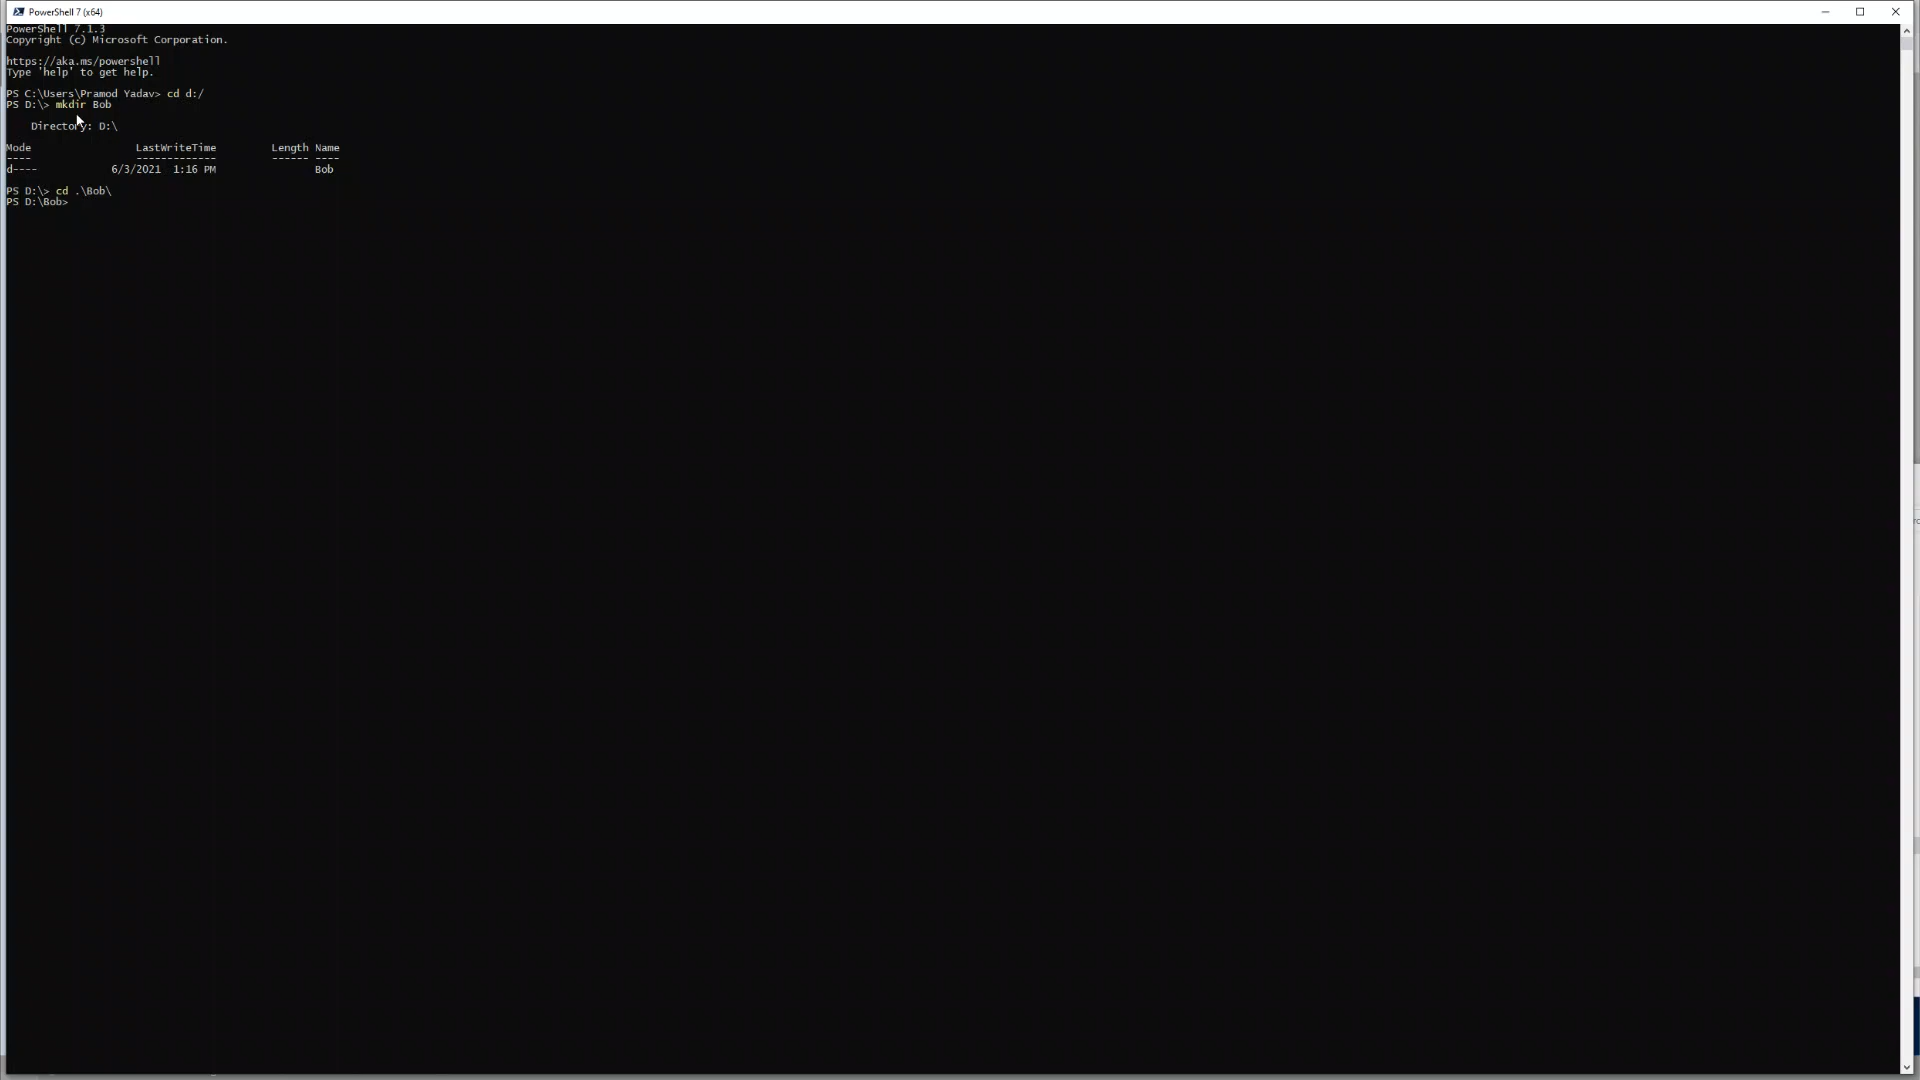 PowerShell 7 (x64)
PowerShell 7.1.3
Copyright (c) Microsoft Corporation.
https://aka.ms/powershell
Type 'help' to get help.
PS C:\Users\Pramod Yadav> cd d:/
PS D:\> mkdir Bob
Directory: D:\
Mode LastWriteTime Length Name
---- ------------- ------ ----
d---- 6/3/2021 1:16 PM Bob
PS D:\> cd .\Bob\
PS D:\Bob>